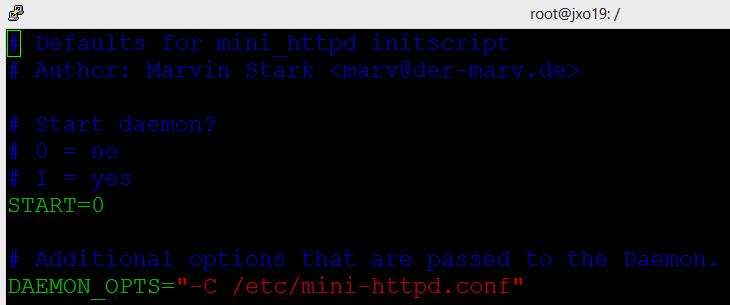 root@jxo19: /
# Defaults for mini_httpd initscript
# Author: Marvin Stark <marv@der-marv.de>
# Start daemon?
# 0 = no
# 1 = yes
START=0
# Additional options that are passed to the Daemon.
DAEMON_OPTS="-C /etc/mini-httpd.conf"